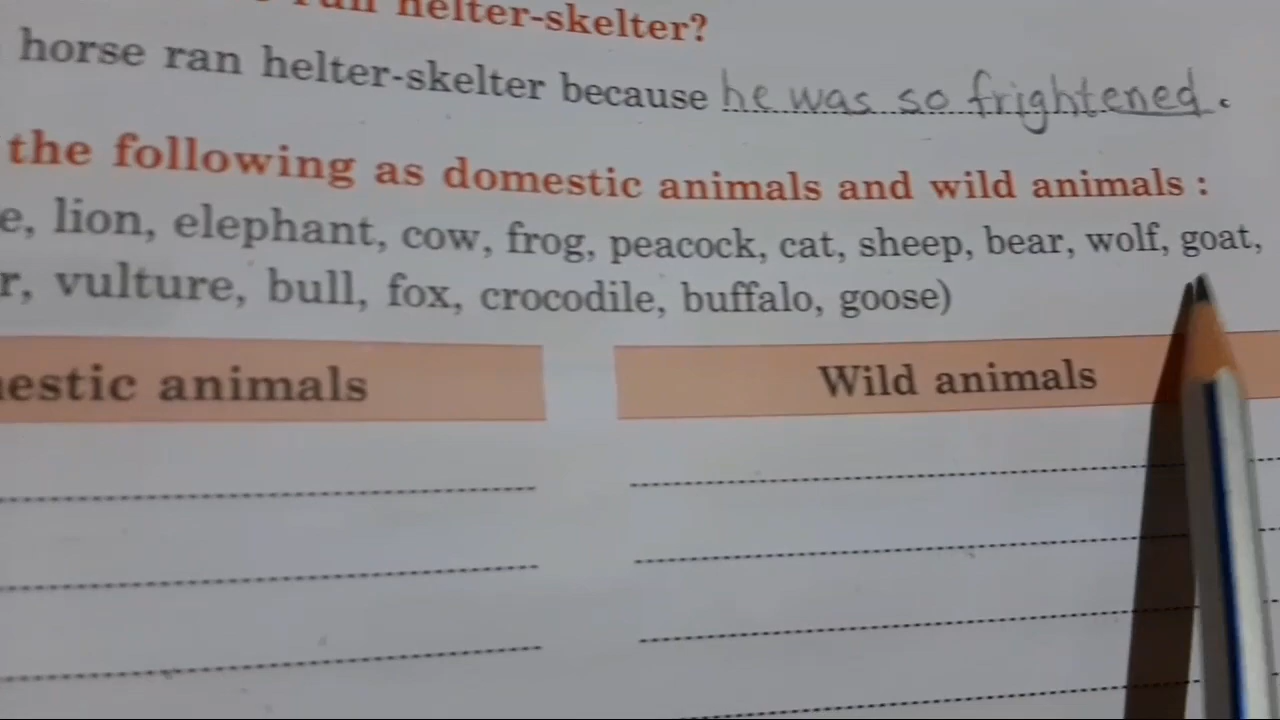 run helter-skelter?
horse ran helter-skelter because he was so frightened.
the following as domestic animals and wild animals :
e, lion, elephant, cow, frog, peacock, cat, sheep, bear, wolf, goat,
r, vulture, bull, fox, crocodile, buffalo, goose)
estic animals
Wild animals